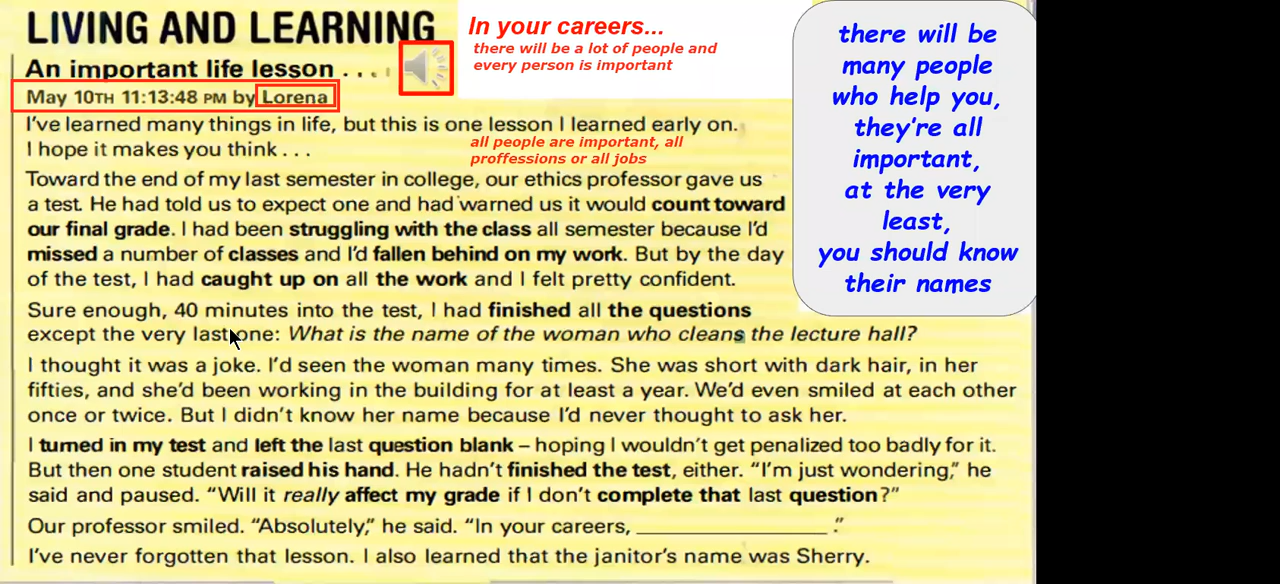 LIVING AND LEARNING
An important life lesson . . . .
May 10TH 11:13:48 PM by Lorena
In your careers...
there will be a lot of people and
every person is important
I've learned many things in life, but this is one lesson I learned early on.
I hope it makes you think . . .
all people are important, all
proffessions or all jobs
Toward the end of my last semester in college, our ethics professor gave us
a test. He had told us to expect one and had warned us it would count toward
our final grade. I had been struggling with the class all semester because I'd
missed a number of classes and I'd fallen behind on my work. But by the day
of the test, I had caught up on all the work and I felt pretty confident.
Sure enough, 40 minutes into the test, I had finished all the questions
except the very last one: What is the name of the woman who cleans the lecture hall?
I thought it was a joke. I'd seen the woman many times. She was short with dark hair, in her
fifties, and she'd been working in the building for at least a year. We'd even smiled at each other
once or twice. But I didn't know her name because I'd never thought to ask her.
I turned in my test and left the last question blank – hoping I wouldn't get penalized too badly for it.
But then one student raised his hand. He hadn't finished the test, either. "I'm just wondering," he
said and paused. "Will it really affect my grade if I don't complete that last question?"
Our professor smiled. "Absolutely," he said. "In your careers, _________________ ."
I've never forgotten that lesson. I also learned that the janitor's name was Sherry.
there will be
many people
who help you,
they're all
important,
at the very
least,
you should know
their names